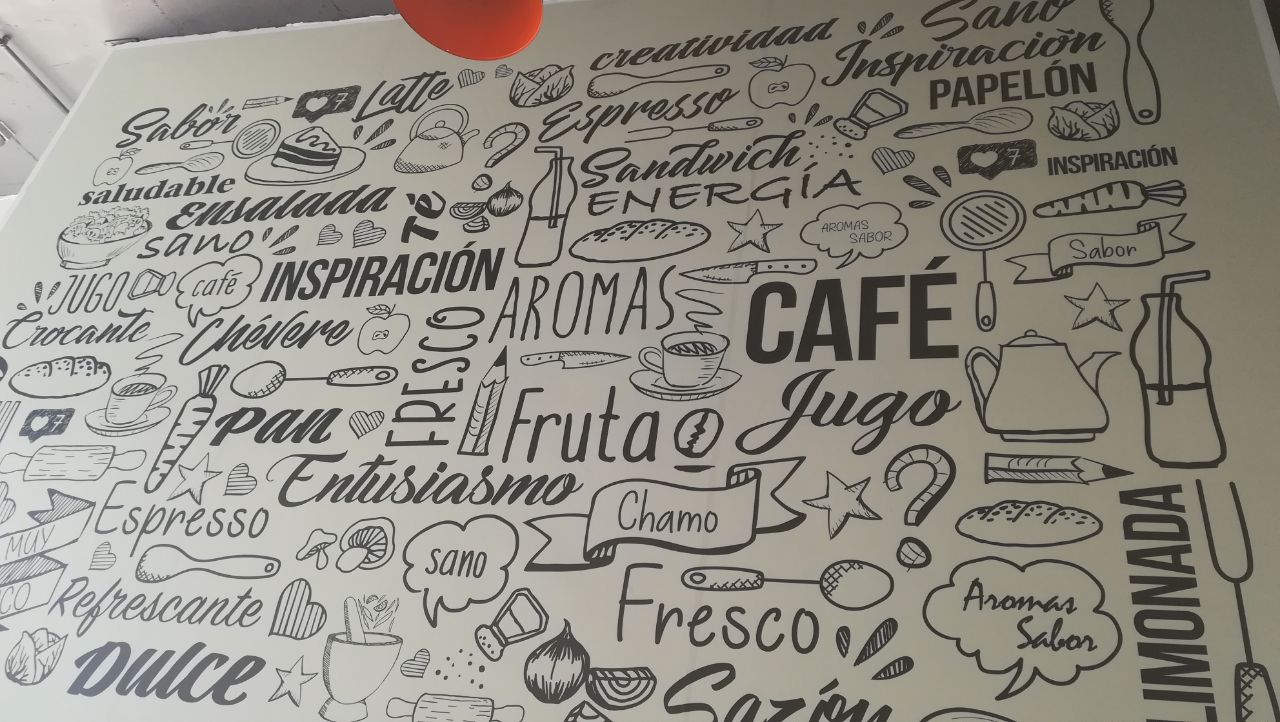 creatividad
Sano
Inspiración
Latte
7
Sabor
Espresso
PAPELÓN
Sandwich
7
INSPIRACIÓN
saludable
Ensalada
Té
ENERGÍA
sano
AROMAS
SABOR
Sabor
JUGO
café
INSPIRACIÓN
AROMAS
CAFÉ
Crocante
Chévere
FRESCO
Pan
Fruta
Jugo
7
Entusiasmo
Espresso
Chamo
MUY
sano
LIMONADA
Refrescante
Fresco
Aromas
Sabor
Dulce
Sazón